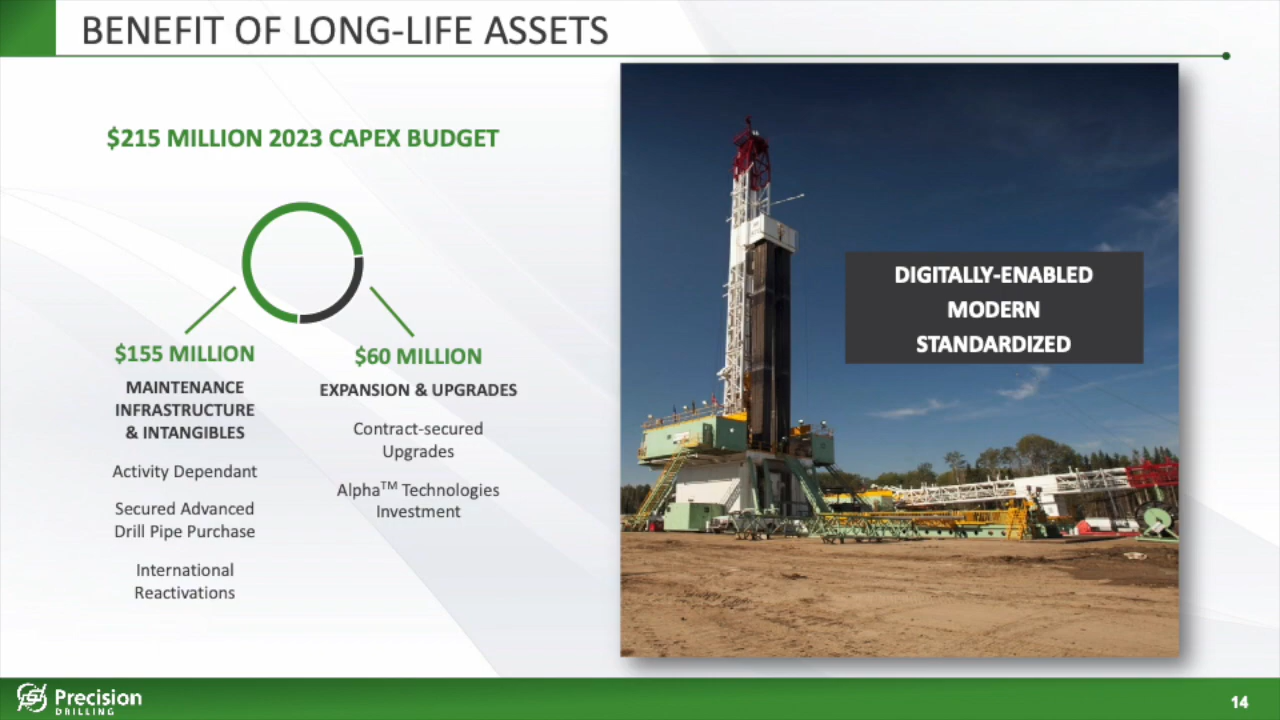 BENEFIT OF LONG-LIFE ASSETS
$215 MILLION 2023 CAPEX BUDGET
$155 MILLION
MAINTENANCE
INFRASTRUCTURE
& INTANGIBLES
Activity Dependant
Secured Advanced
Drill Pipe Purchase
International
Reactivations
$60 MILLION
EXPANSION & UPGRADES
Contract-secured
Upgrades
Alpha™ Technologies
Investment
DIGITALLY-ENABLED
MODERN
STANDARDIZED
Precision
DRILLING
14